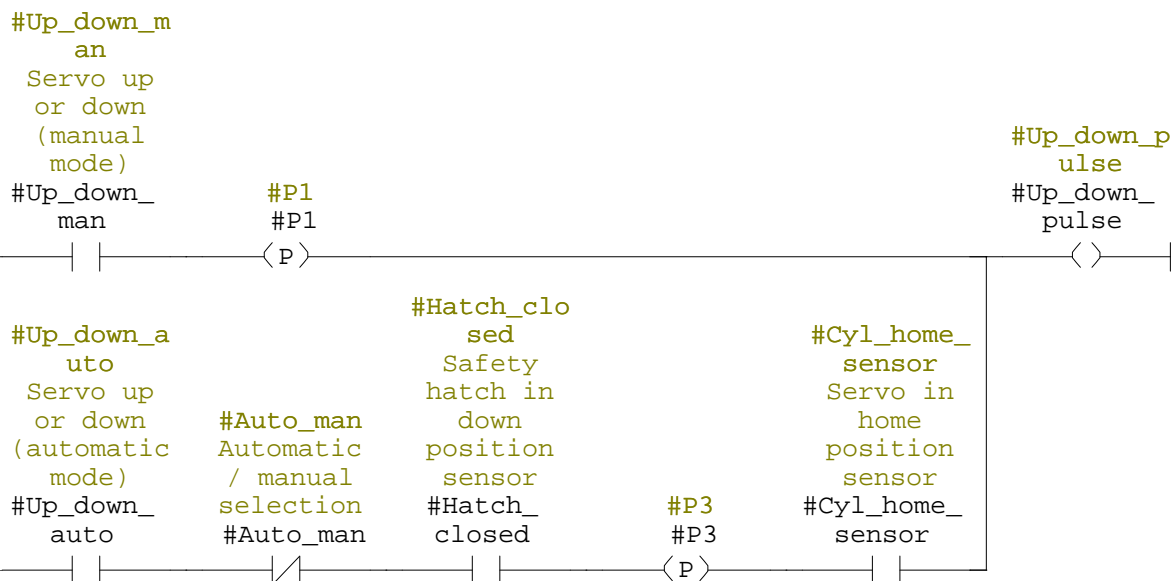 #Up_down_m
an
Servo up
or down
(manual
mode)
#Up_down_
man
#P1
#P1
P
#Up_down_p
ulse
#Up_down_
pulse
#Up_down_a
uto
Servo up
or down
(automatic
mode)
#Up_down_
auto
#Auto_man
Automatic
/ manual
selection
#Auto_man
#Hatch_clo
sed
Safety
hatch in
down
position
sensor
#Hatch_
closed
#P3
#P3
P
#Cyl_home_
sensor
Servo in
home
position
sensor
#Cyl_home_
sensor